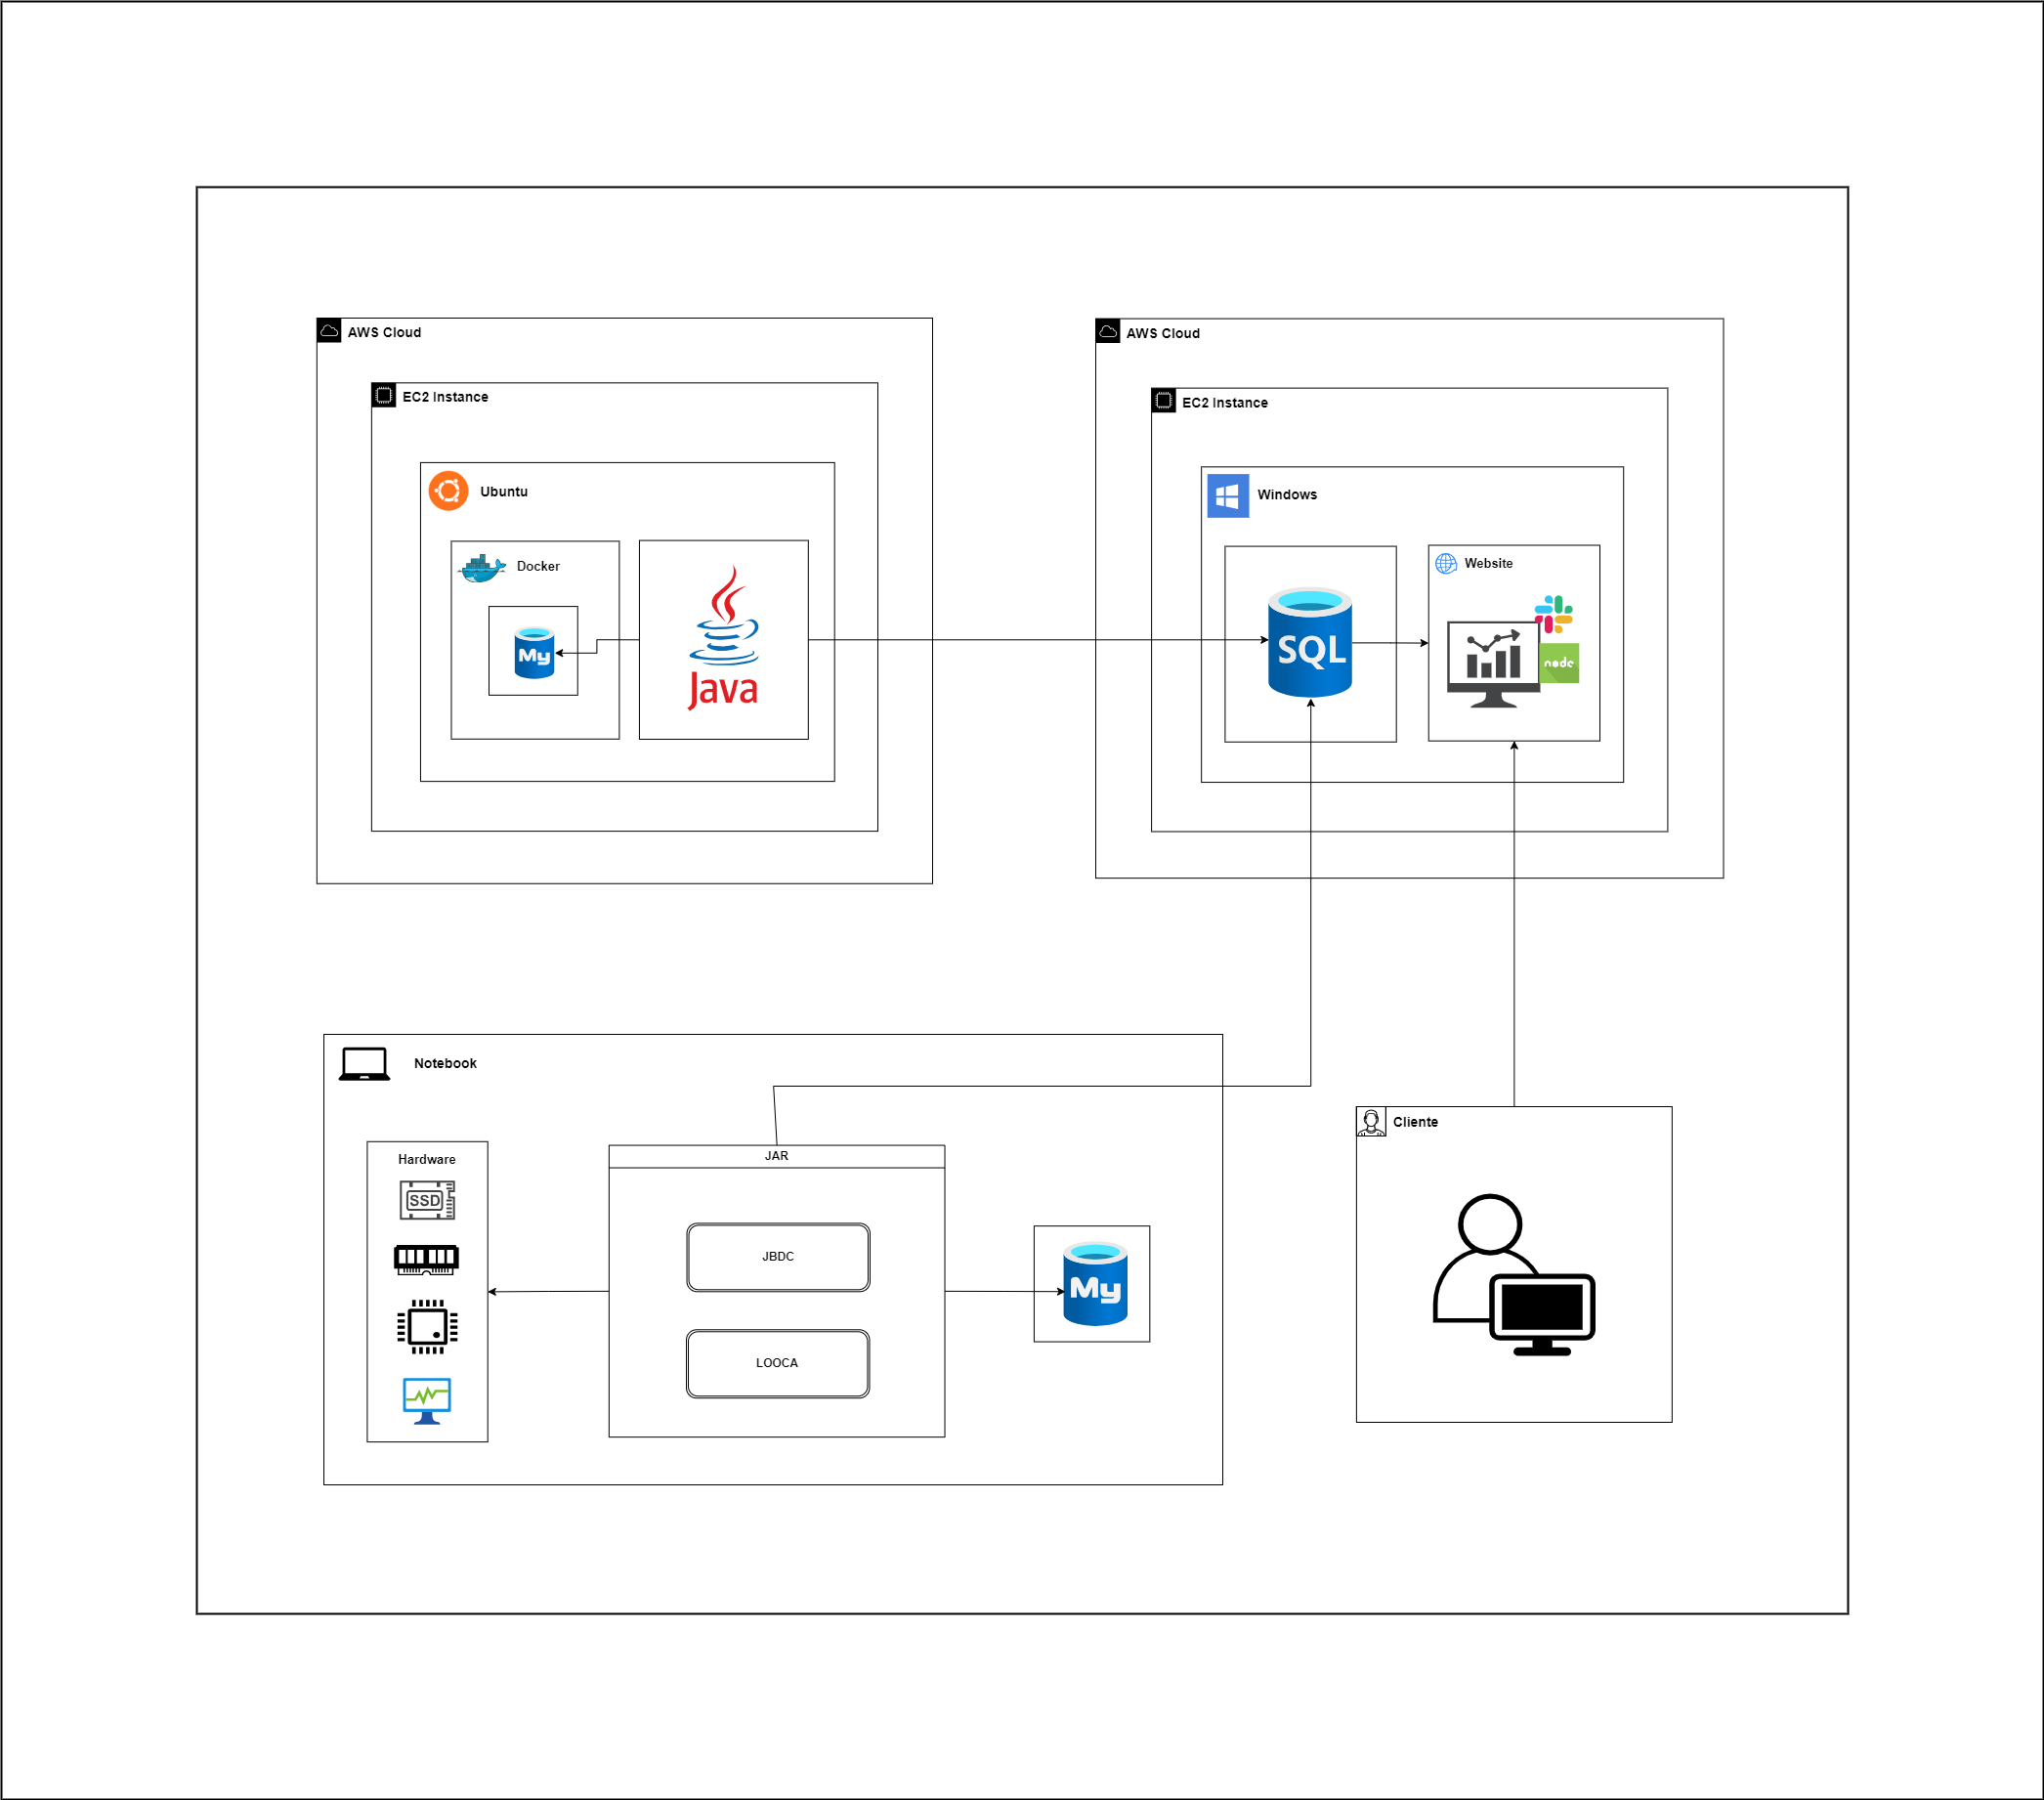 AWS Cloud
EC2 Instance
Ubuntu
Docker
My
Java
AWS Cloud
EC2 Instance
Windows
SQL
Website
node
Notebook
Hardware
SSD
JAR
JBDC
LOOCA
My
Cliente